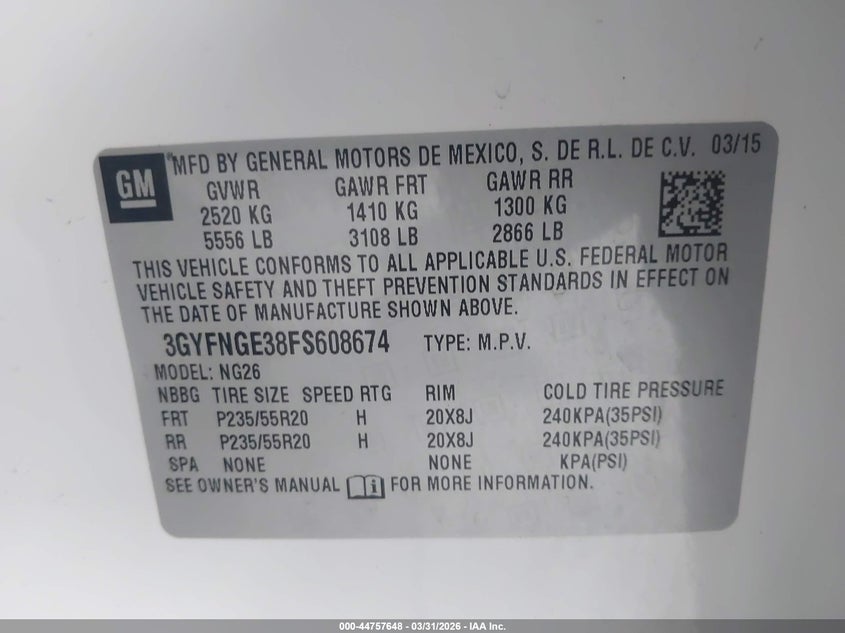 GM
MFD BY GENERAL MOTORS DE MEXICO, S. DE R.L. DE C.V. 03/15
GVWR GAWR FRT GAWR RR
2520 KG 1410 KG 1300 KG
5556 LB 3108 LB 2866 LB
THIS VEHICLE CONFORMS TO ALL APPLICABLE U.S. FEDERAL MOTOR
VEHICLE SAFETY AND THEFT PREVENTION STANDARDS IN EFFECT ON
THE DATE OF MANUFACTURE SHOWN ABOVE.
3GYFNGE38FS608674 TYPE: M.P.V.
MODEL: NG26
NBBG TIRE SIZE SPEED RTG RIM COLD TIRE PRESSURE
FRT P235/55R20 H 20X8J 240KPA(35PSI)
RR P235/55R20 H 20X8J 240KPA(35PSI)
SPA NONE NONE KPA(PSI)
SEE OWNER'S MANUAL i FOR MORE INFORMATION.
000-44757648 - 03/31/2026 - IAA Inc.